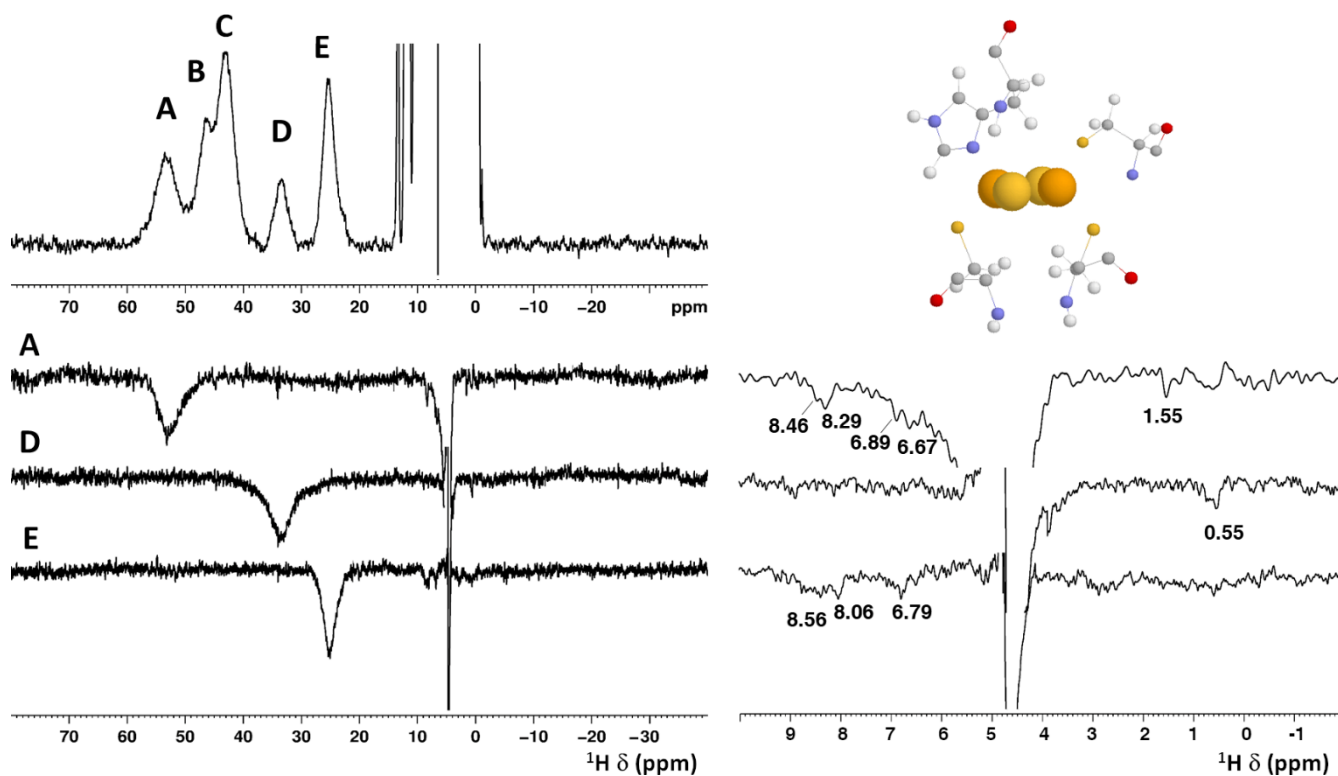 A
B
C
D
E
70 60 50 40 30 20 10 0 −10 −20 ppm
A
D
E
70 60 50 40 30 20 10 0 −10 −20 −30
¹H δ (ppm)
8.46
8.29
6.89
6.67
1.55
0.55
8.56
8.06
6.79
9 8 7 6 5 4 3 2 1 0 -1
¹H δ (ppm)